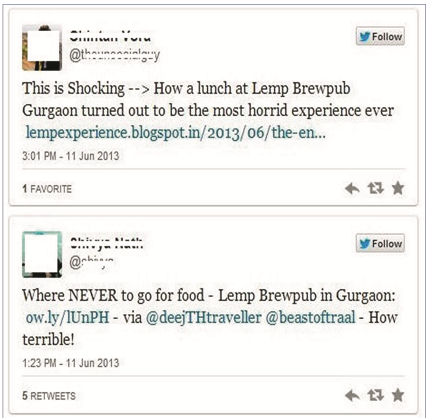 Follow
This is Shocking --> How a lunch at Lemp Brewpub
Gurgaon turned out to be the most horrid experience ever
lempexperience.blogspot.in/2013/06/the-en...
3:01 PM - 11 Jun 2013
1 FAVORITE
Follow
Where NEVER to go for food - Lemp Brewpub in Gurgaon:
ow.ly/lUnPH - via @deejTHtraveller @beastoftraal - How
terrible!
1:23 PM - 11 Jun 2013
5 RETWEETS